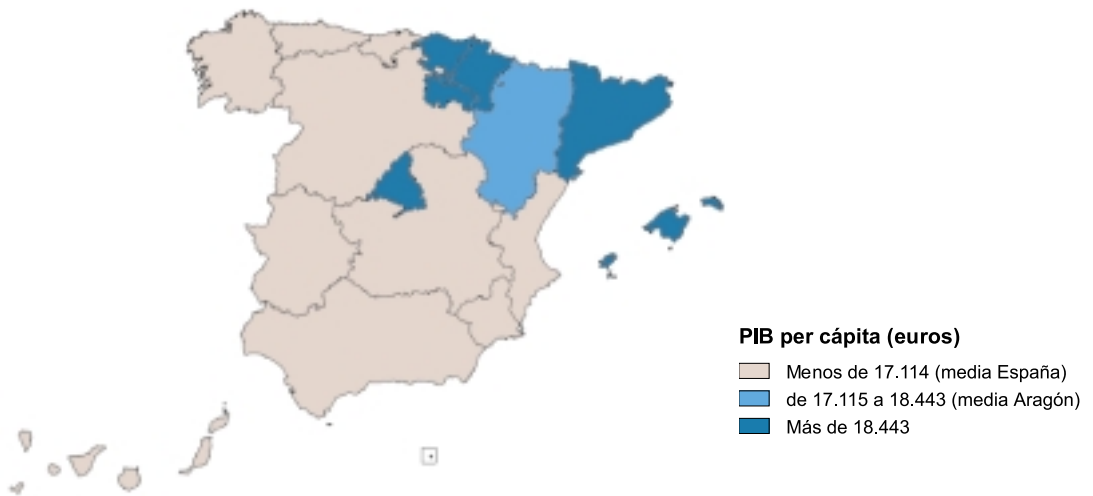 PIB per cápita (euros)
Menos de 17.114 (media España)
de 17.115 a 18.443 (media Aragón)
Más de 18.443